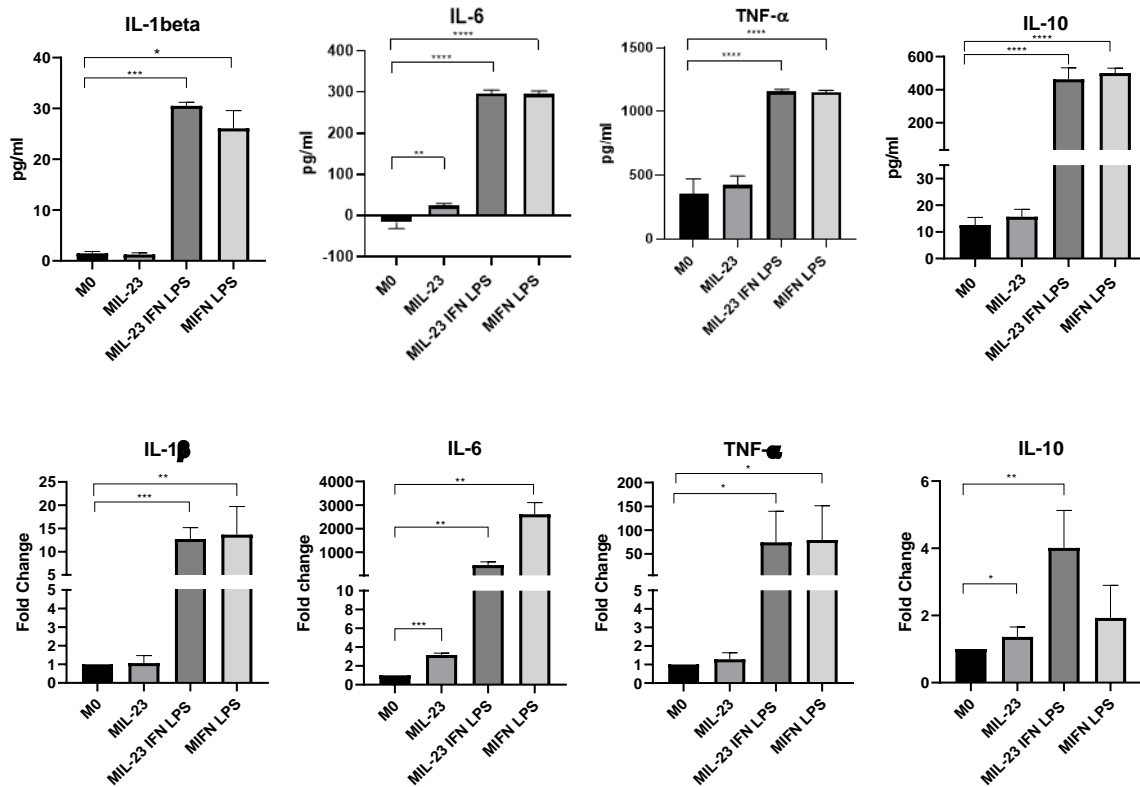 IL-1beta
* 
***
pg/ml
40
30
20
10
0
M0
MIL-23
MIL-23 IFN LPS
MIFN LPS
IL-6
****
****
**
pg/ml
400
300
200
100
0
-100
M0
MIL-23
MIL-23 IFN LPS
MIFN LPS
TNF-α
****
****
pg/ml
1500
1000
500
0
M0
MIL-23
MIL-23 IFN LPS
MIFN LPS
IL-10
****
****
pg/ml
600
500
400
30
20
10
0
M0
MIL-23
MIL-23 IFN LPS
MIFN LPS
IL-1β
**
***
Fold Change
25
20
15
10
5
5
4
3
2
1
0
M0
MIL-23
MIL-23 IFN LPS
MIFN LPS
IL-6
**
**
***
Fold change
4000
3000
2000
1000
10
8
6
4
2
0
M0
MIL-23
MIL-23 IFN LPS
MIFN LPS
TNF-α
*
*
Fold Change
200
175
150
125
100
75
50
5
4
3
2
1
0
M0
MIL-23
MIL-23 IFN LPS
MIFN LPS
IL-10
**
*
Fold Change
6
4
2
0
M0
MIL-23
MIL-23 IFN LPS
MIFN LPS